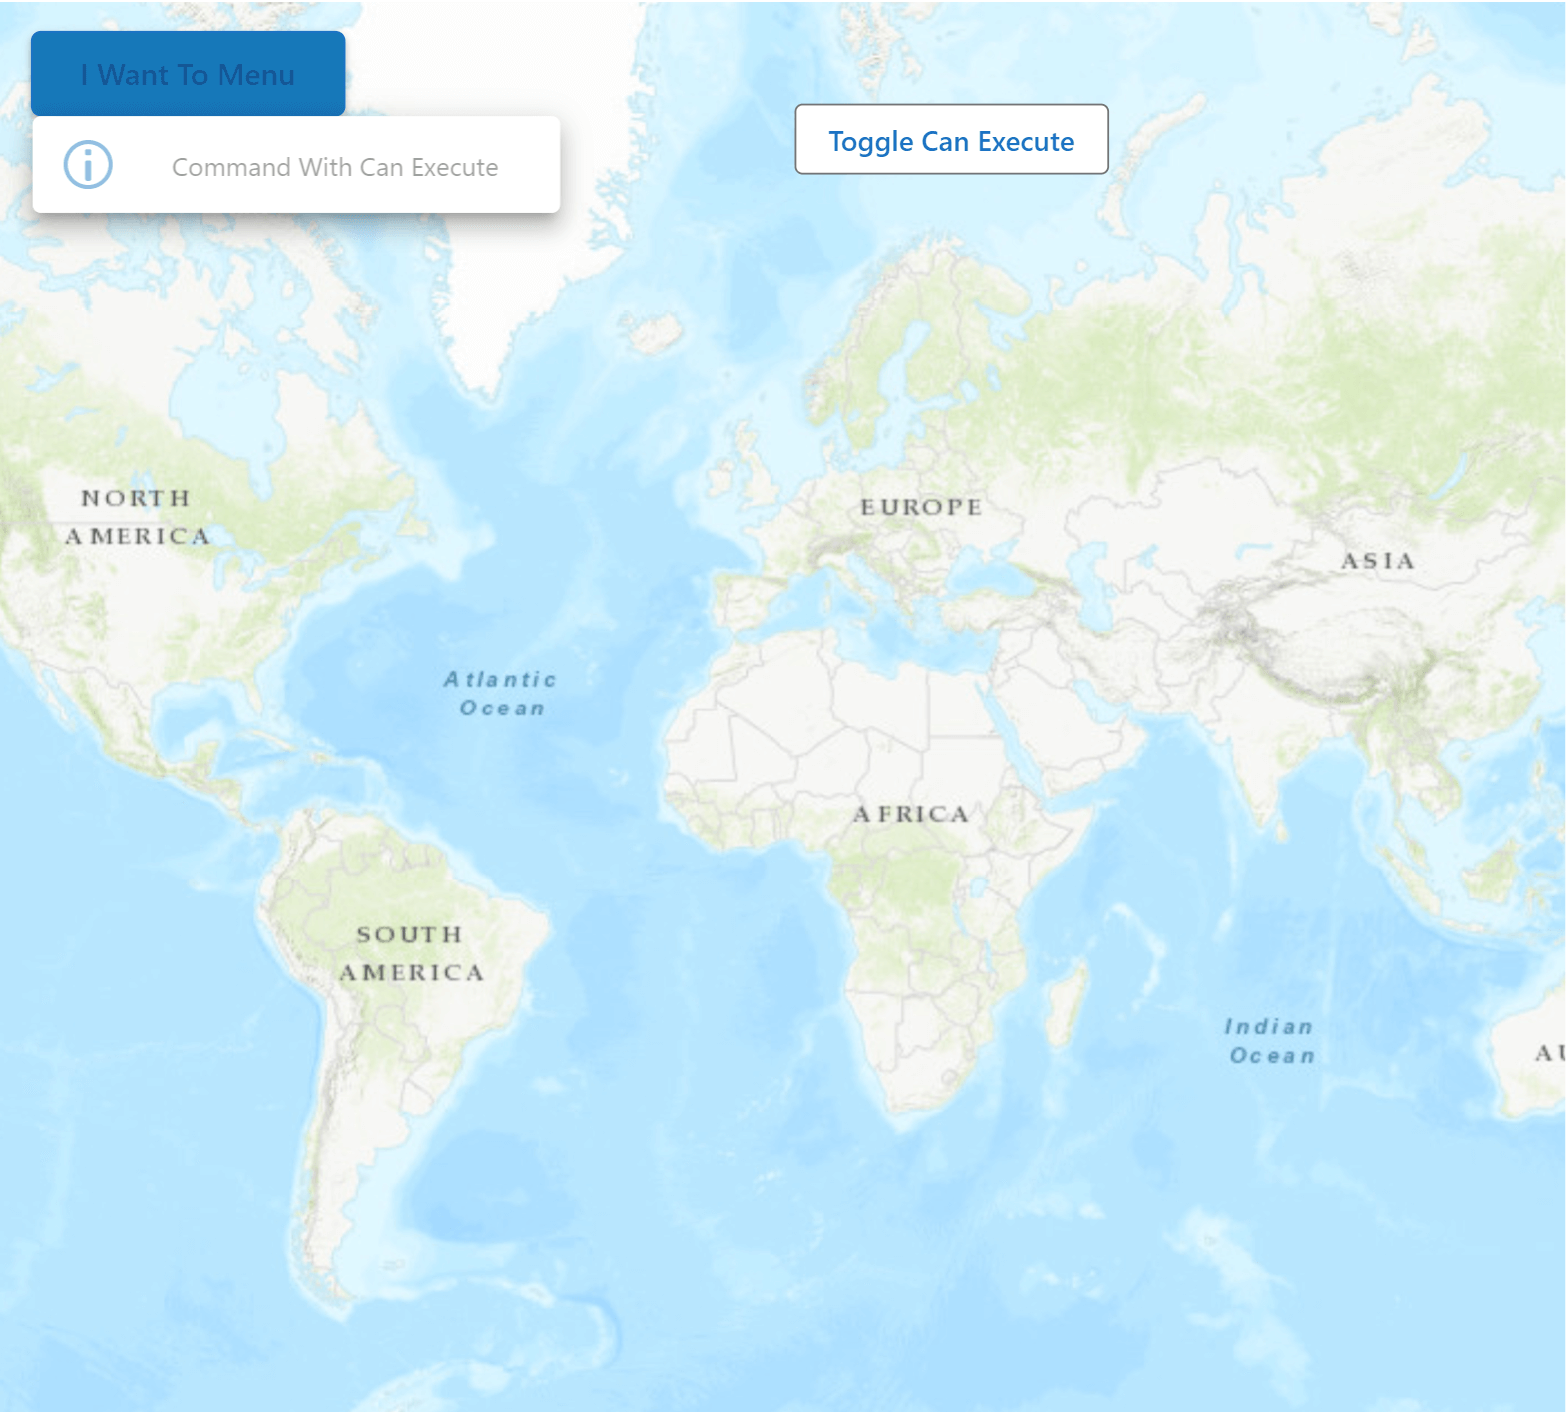 I Want To Menu
Command With Can Execute
Toggle Can Execute
NORTH
AMERICA
EUROPE
ASIA
Atlantic
Ocean
AFRICA
SOUTH
AMERICA
Indian
Ocean
AU